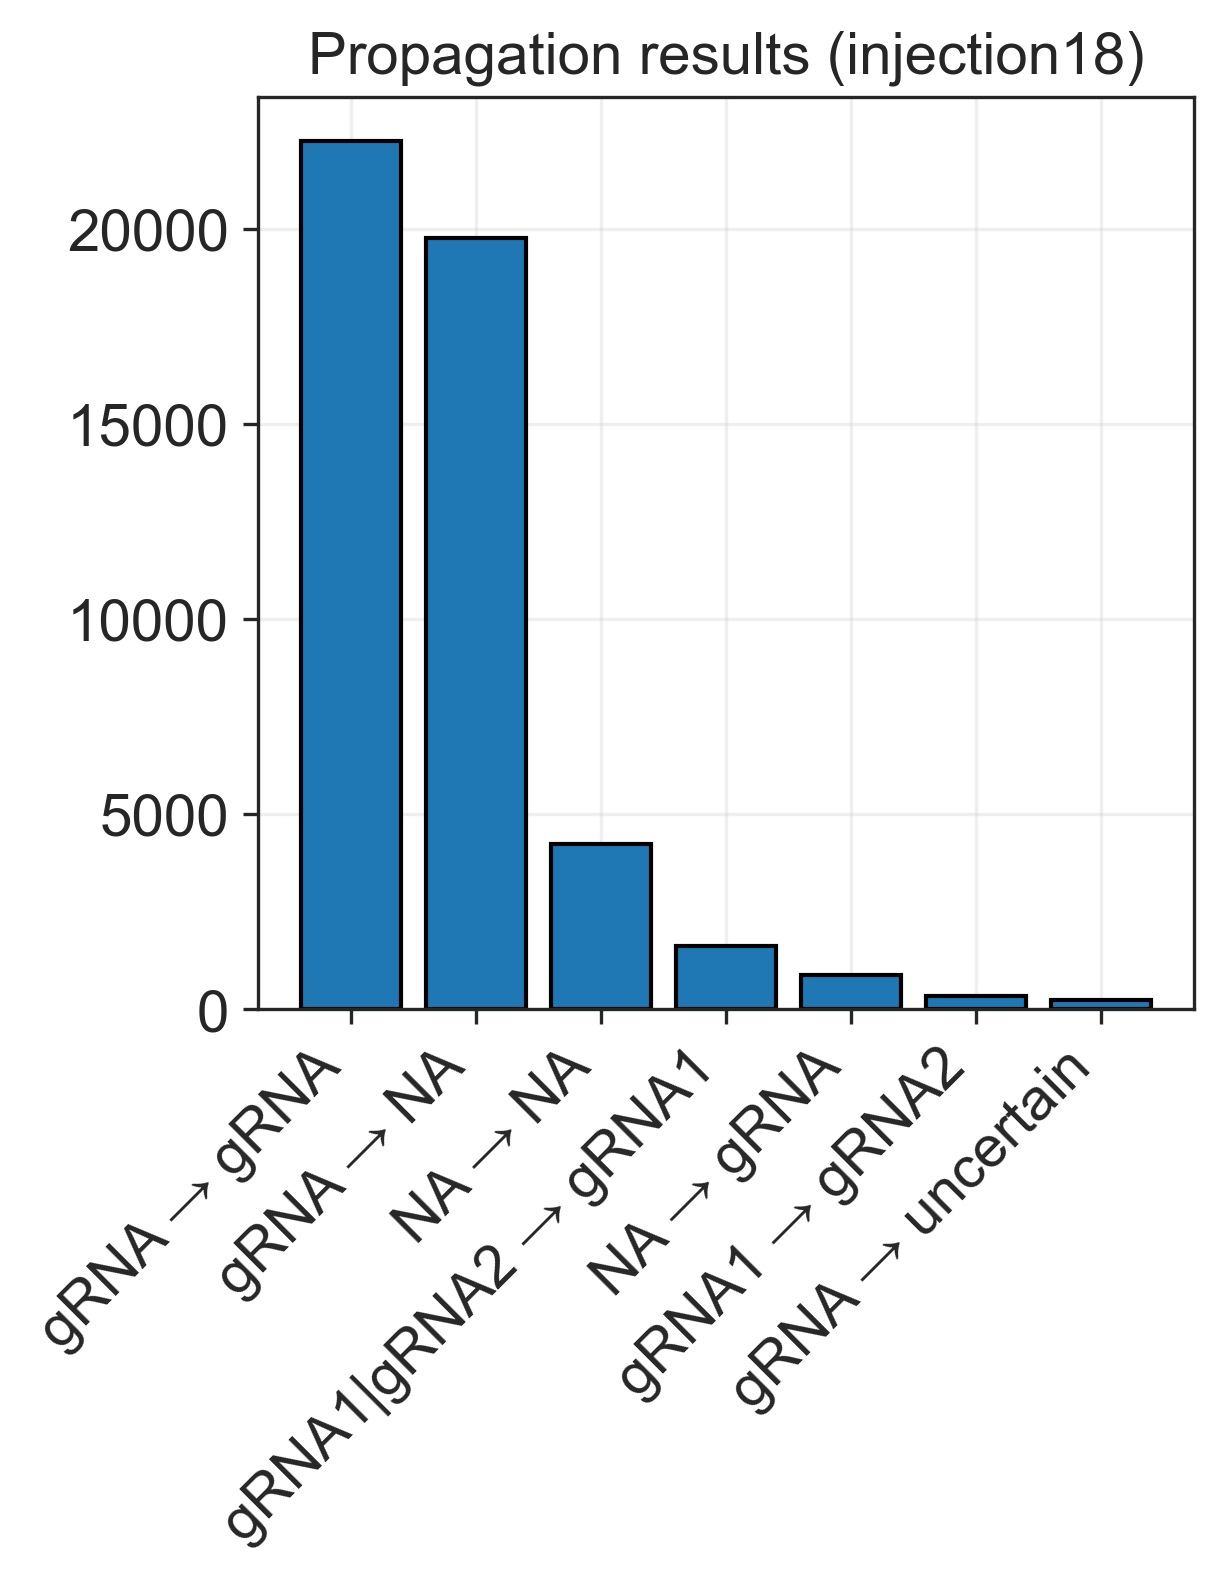 Propagation results (injection18)
20000
15000
10000
5000
0
gRNA → gRNA
gRNA → NA
NA → NA
gRNA1|gRNA2 → gRNA1
NA → gRNA
gRNA1 → gRNA2
gRNA → uncertain